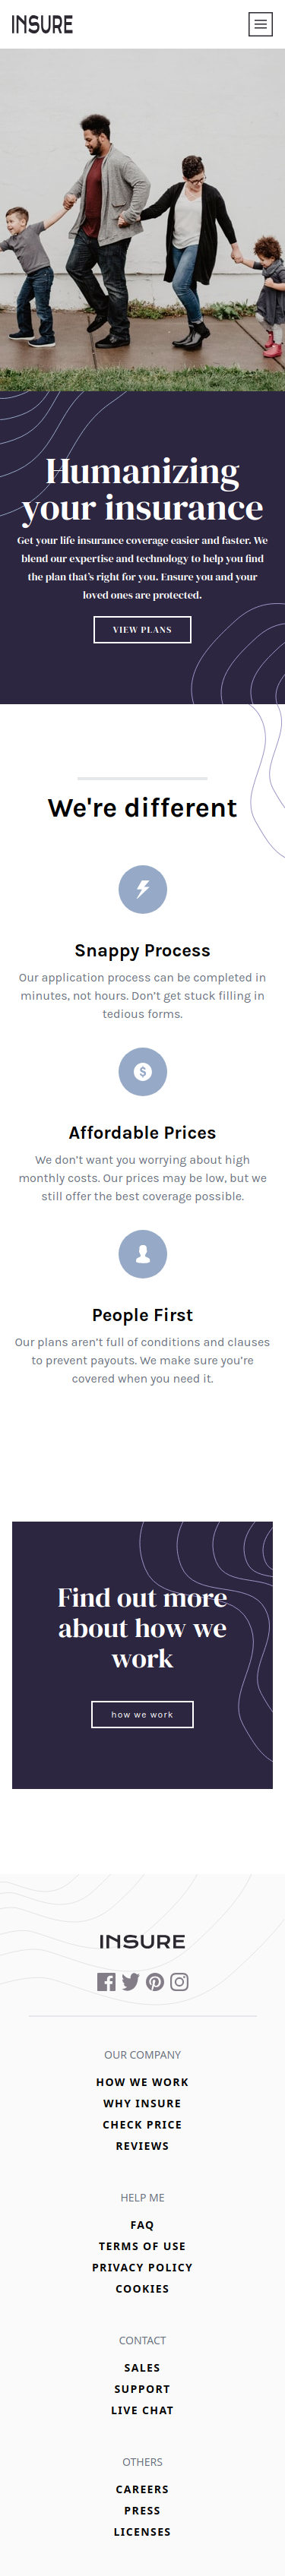 INSURE
Humanizing
your insurance
Get your life insurance coverage easier and faster. We
blend our expertise and technology to help you find
the plan that's right for you. Ensure you and your
loved ones are protected.
VIEW PLANS
We're different
Snappy Process
Our application process can be completed in
minutes, not hours. Don't get stuck filling in
tedious forms.
$
Affordable Prices
We don't want you worrying about high
monthly costs. Our prices may be low, but we
still offer the best coverage possible.
People First
Our plans aren't full of conditions and clauses
to prevent payouts. We make sure you're
covered when you need it.
Find out more
about how we
work
how we work
INSURE
OUR COMPANY
HOW WE WORK
WHY INSURE
CHECK PRICE
REVIEWS
HELP ME
FAQ
TERMS OF USE
PRIVACY POLICY
COOKIES
CONTACT
SALES
SUPPORT
LIVE CHAT
OTHERS
CAREERS
PRESS
LICENSES